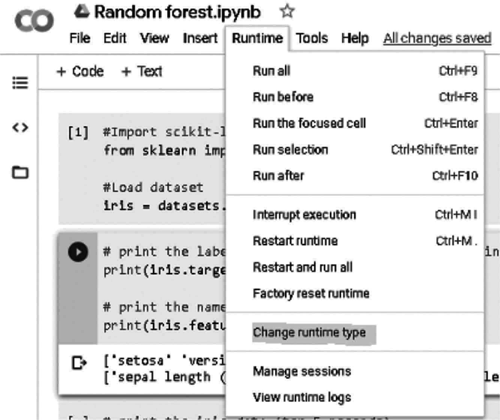 CO
Random forest.ipynb
File Edit View Insert Runtime Tools Help All changes saved
+ Code + Text
Run all Ctrl+F9
Run before Ctrl+F8
Run the focused cell Ctrl+Enter
Run selection Ctrl+Shift+Enter
Run after Ctrl+F10
Interrupt execution Ctrl+M I
Restart runtime Ctrl+M .
Restart and run all
Factory reset runtime
Change runtime type
Manage sessions
View runtime logs
[1] #Import scikit-l
from sklearn imp
#Load dataset
iris = datasets.
# print the labe in
print(iris.targe
# print the name
print(iris.featu
['setosa' 'versi
['sepal length ( le